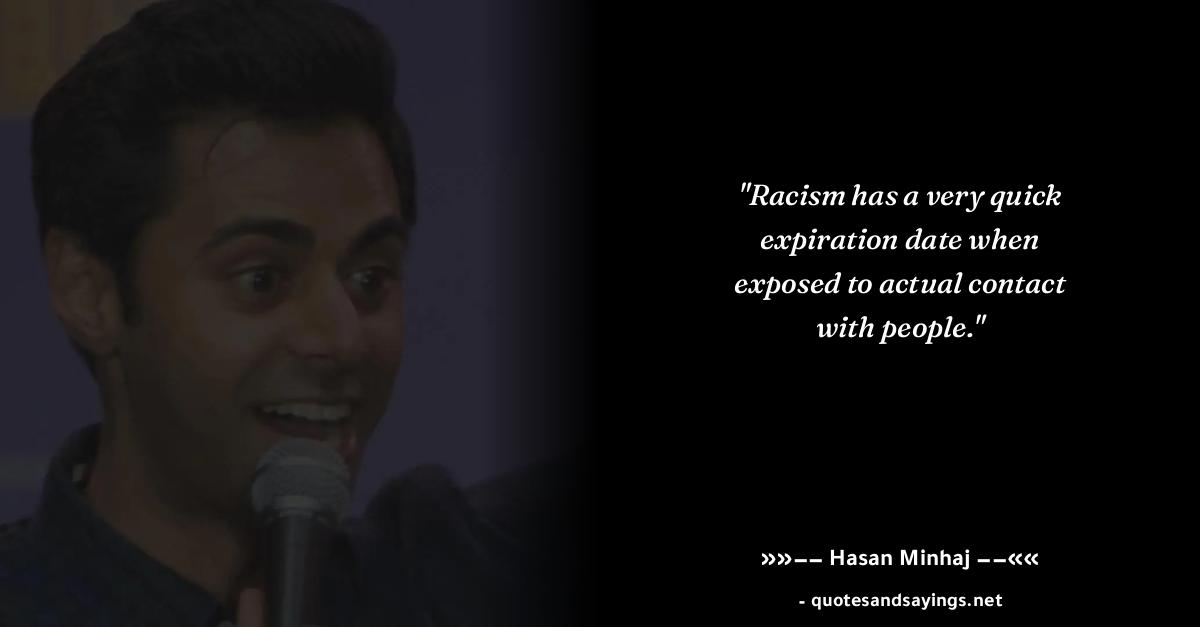 "Racism has a very quick
expiration date when
exposed to actual contact
with people."
»»–– Hasan Minhaj ––««
- quotesandsayings.net